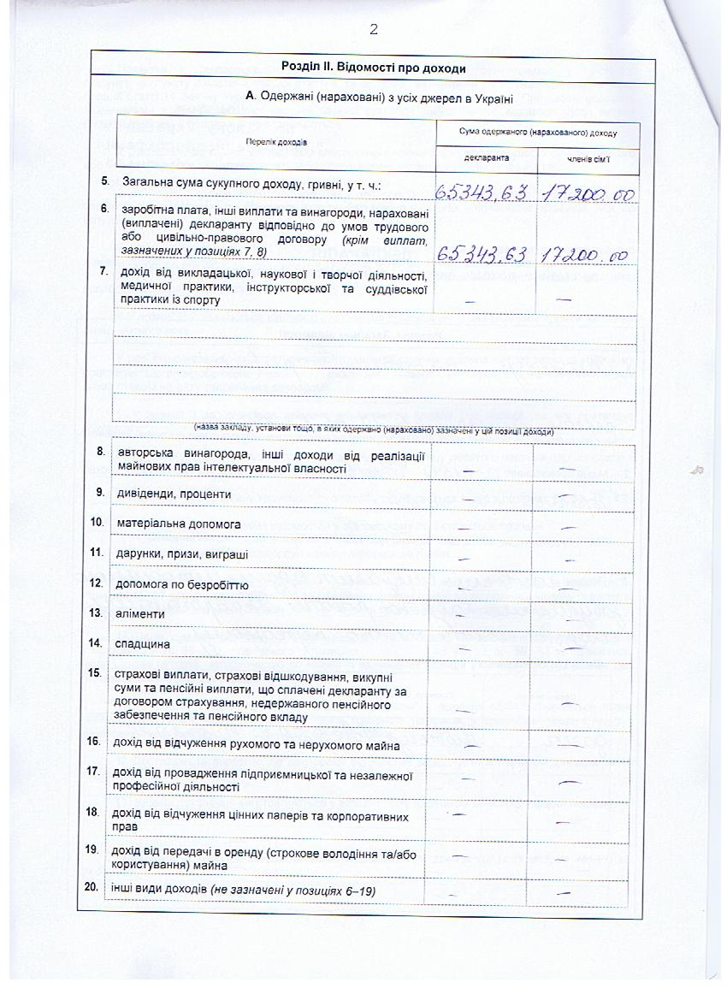 2
Розділ II. Відомості про доходи
А. Одержані (нараховані) з усіх джерел в Україні
Перелік доходів
Сума одержаного (нарахованого) доходу
декларанта членів сім'ї
5. Загальна сума сукупного доходу, гривні, у т. ч.: 65343,63 17200.00
6. заробітна плата, інші виплати та винагороди, нараховані
(виплачені) декларанту відповідно до умов трудового
або цивільно-правового договору (крім виплат,
зазначених у позиціях 7, 8) 65343,63 17200.00
7. дохід від викладацької, наукової і творчої діяльності,
медичної практики, інструкторської та суддівської
практики із спорту – –
(назва закладу, установи тощо, в яких одержано (нараховано) зазначені у цій позиції доходи)
8. авторська винагорода, інші доходи від реалізації
майнових прав інтелектуальної власності – –
9. дивіденди, проценти – –
10. матеріальна допомога – –
11. дарунки, призи, виграші – –
12. допомога по безробіттю – –
13. аліменти – –
14. спадщина – –
15. страхові виплати, страхові відшкодування, викупні
суми та пенсійні виплати, що сплачені декларанту за
договором страхування, недержавного пенсійного
забезпечення та пенсійного вкладу – –
16. дохід від відчуження рухомого та нерухомого майна – –
17. дохід від провадження підприємницької та незалежної
професійної діяльності – –
18. дохід від відчуження цінних паперів та корпоративних
прав – –
19. дохід від передачі в оренду (строкове володіння та/або
користування) майна – –
20. інші види доходів (не зазначені у позиціях 6–19) – –